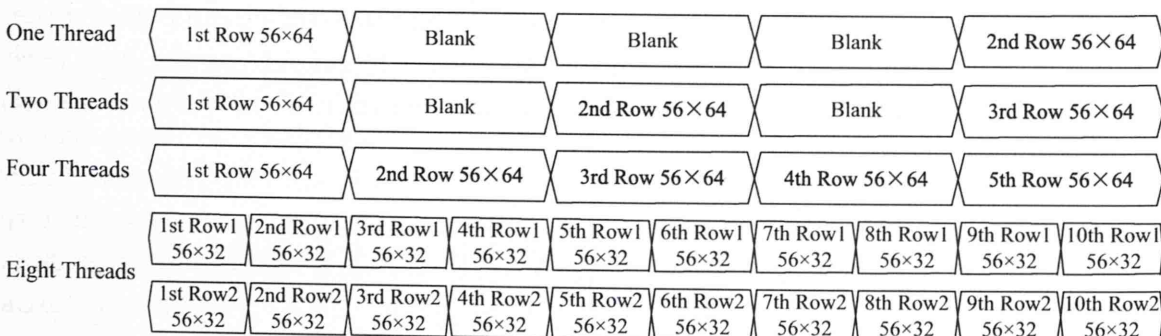 One Thread
1st Row 56×64
Blank
Blank
Blank
2nd Row 56×64
Two Threads
1st Row 56×64
Blank
2nd Row 56×64
Blank
3rd Row 56×64
Four Threads
1st Row 56×64
2nd Row 56×64
3rd Row 56×64
4th Row 56×64
5th Row 56×64
Eight Threads
1st Row1
56×32
2nd Row1
56×32
3rd Row1
56×32
4th Row1
56×32
5th Row1
56×32
6th Row1
56×32
7th Row1
56×32
8th Row1
56×32
9th Row1
56×32
10th Row1
56×32
1st Row2
56×32
2nd Row2
56×32
3rd Row2
56×32
4th Row2
56×32
5th Row2
56×32
6th Row2
56×32
7th Row2
56×32
8th Row2
56×32
9th Row2
56×32
10th Row2
56×32